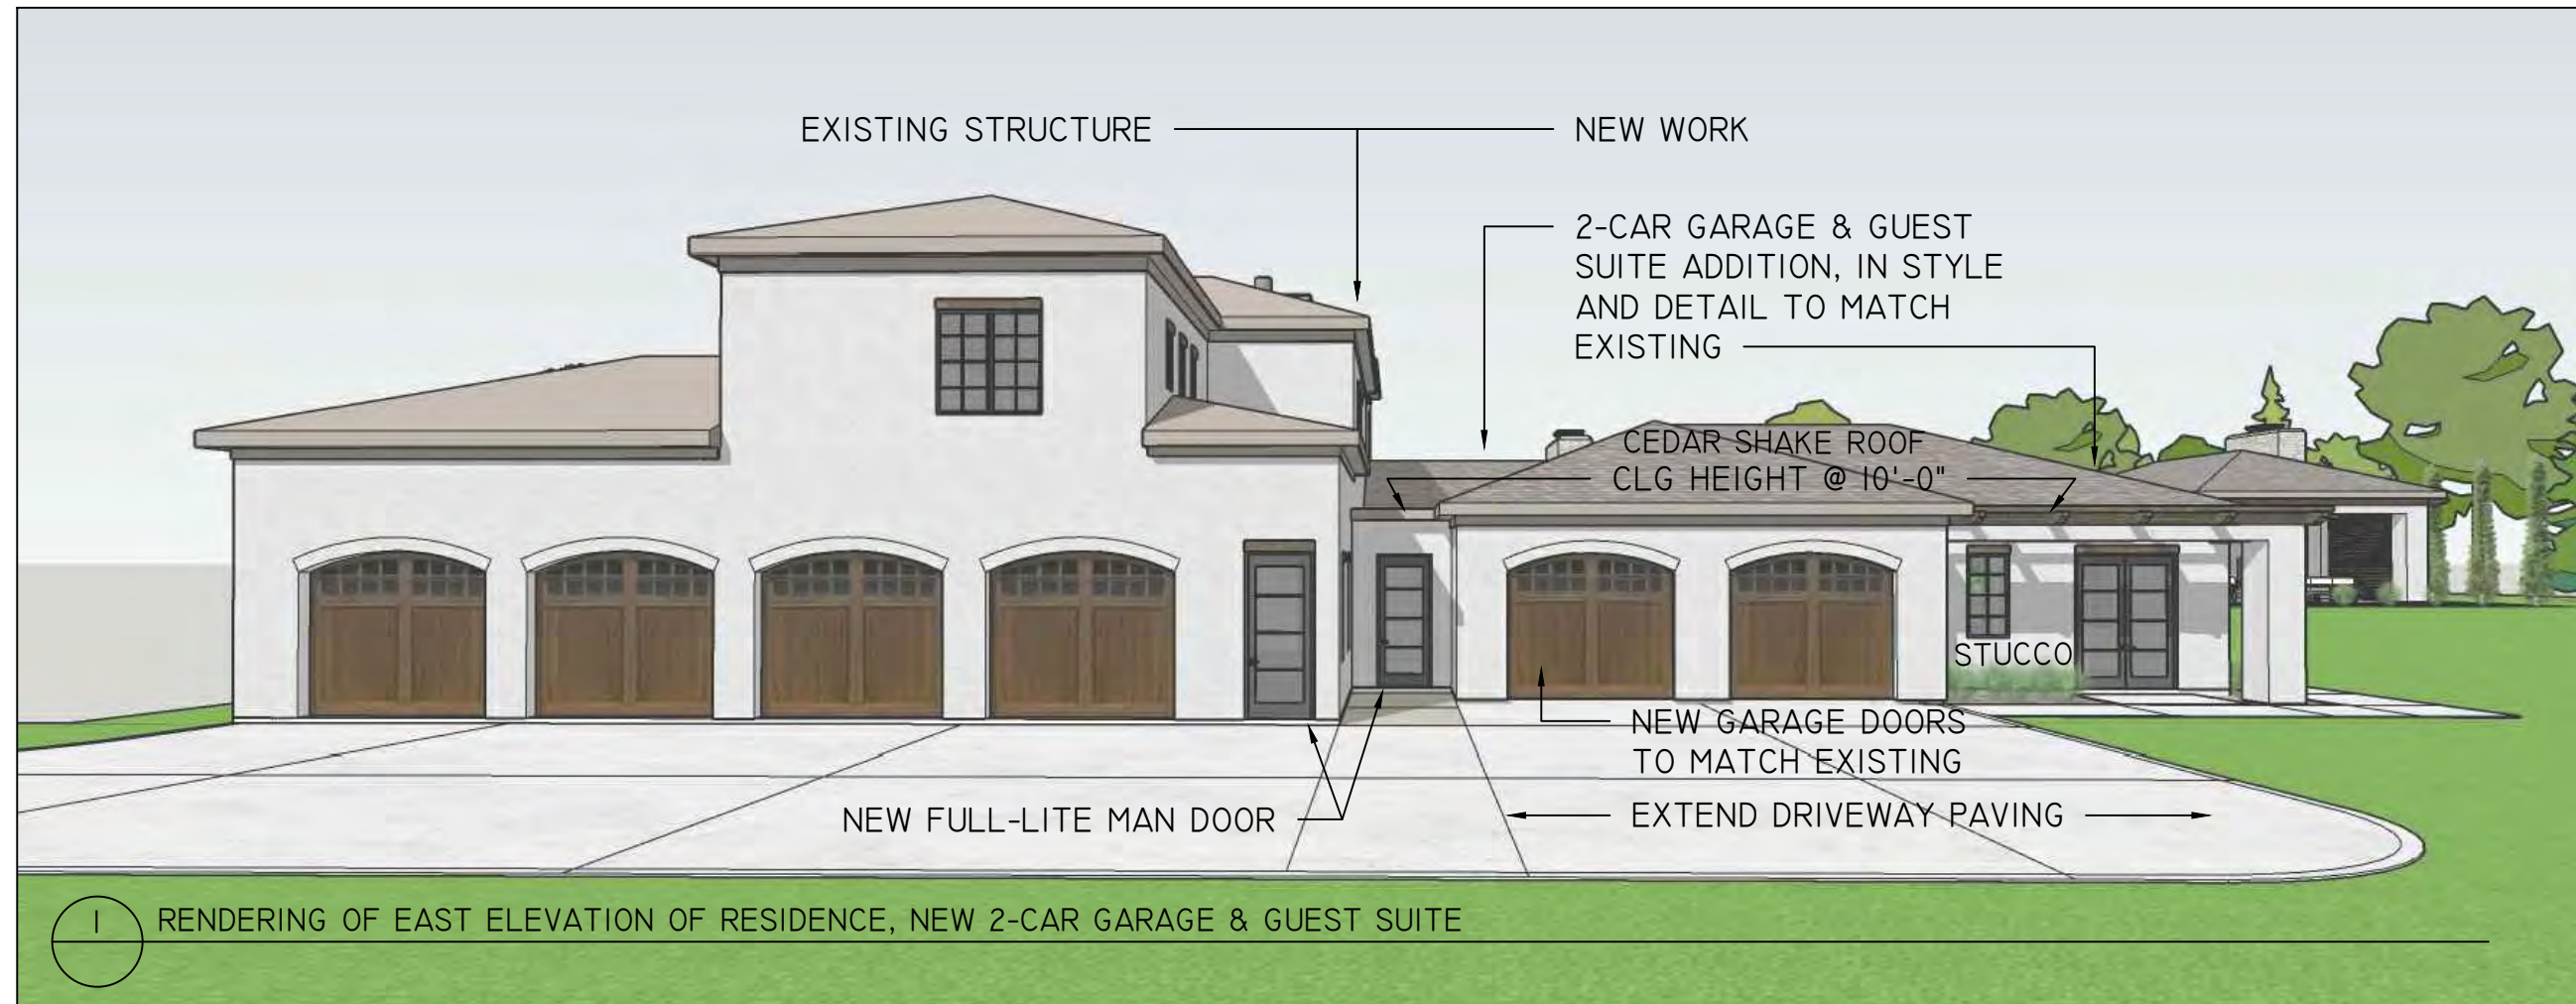 EXISTING STRUCTURE
NEW WORK
2-CAR GARAGE & GUEST
SUITE ADDITION, IN STYLE
AND DETAIL TO MATCH
EXISTING
CEDAR SHAKE ROOF
CLG HEIGHT @ 10'-0"
STUCCO
NEW GARAGE DOORS
TO MATCH EXISTING
NEW FULL-LITE MAN DOOR
EXTEND DRIVEWAY PAVING
1
RENDERING OF EAST ELEVATION OF RESIDENCE, NEW 2-CAR GARAGE & GUEST SUITE